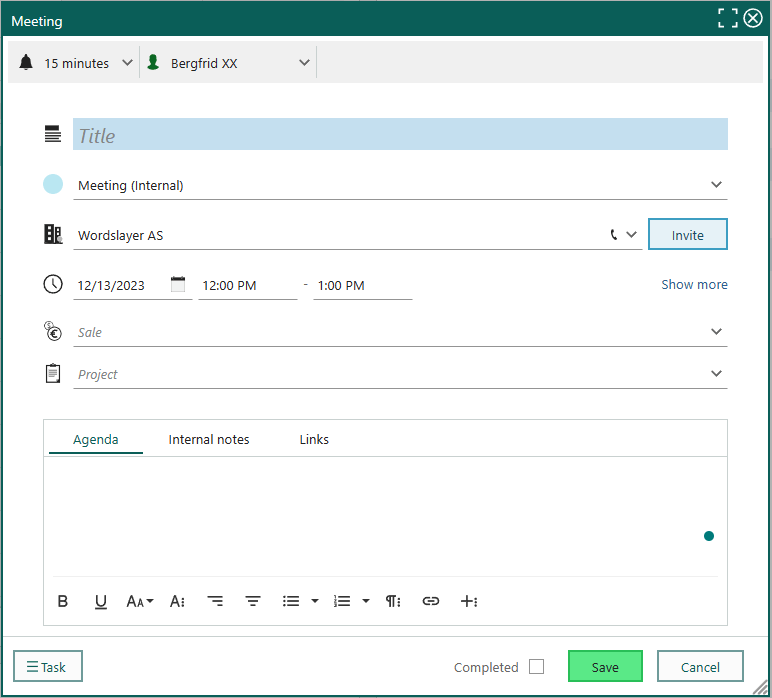 Meeting
15 minutes Bergfrid XX
Title
Meeting (Internal)
Wordslayer AS Invite
12/13/2023 12:00 PM - 1:00 PM Show more
Sale
Project
Agenda Internal notes Links
B U AA A
Task Completed Save Cancel